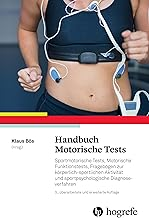 Klaus Bös
(Hrsg.)
Handbuch
Motorische Tests
Sportmotorische Tests, Motorische
Funktionstests, Fragebögen zur
körperlich-sportlichen Aktivität
und sportpsychologische Diagnose-
verfahren
3., überarbeitete und erweiterte Auflage
hogrefe